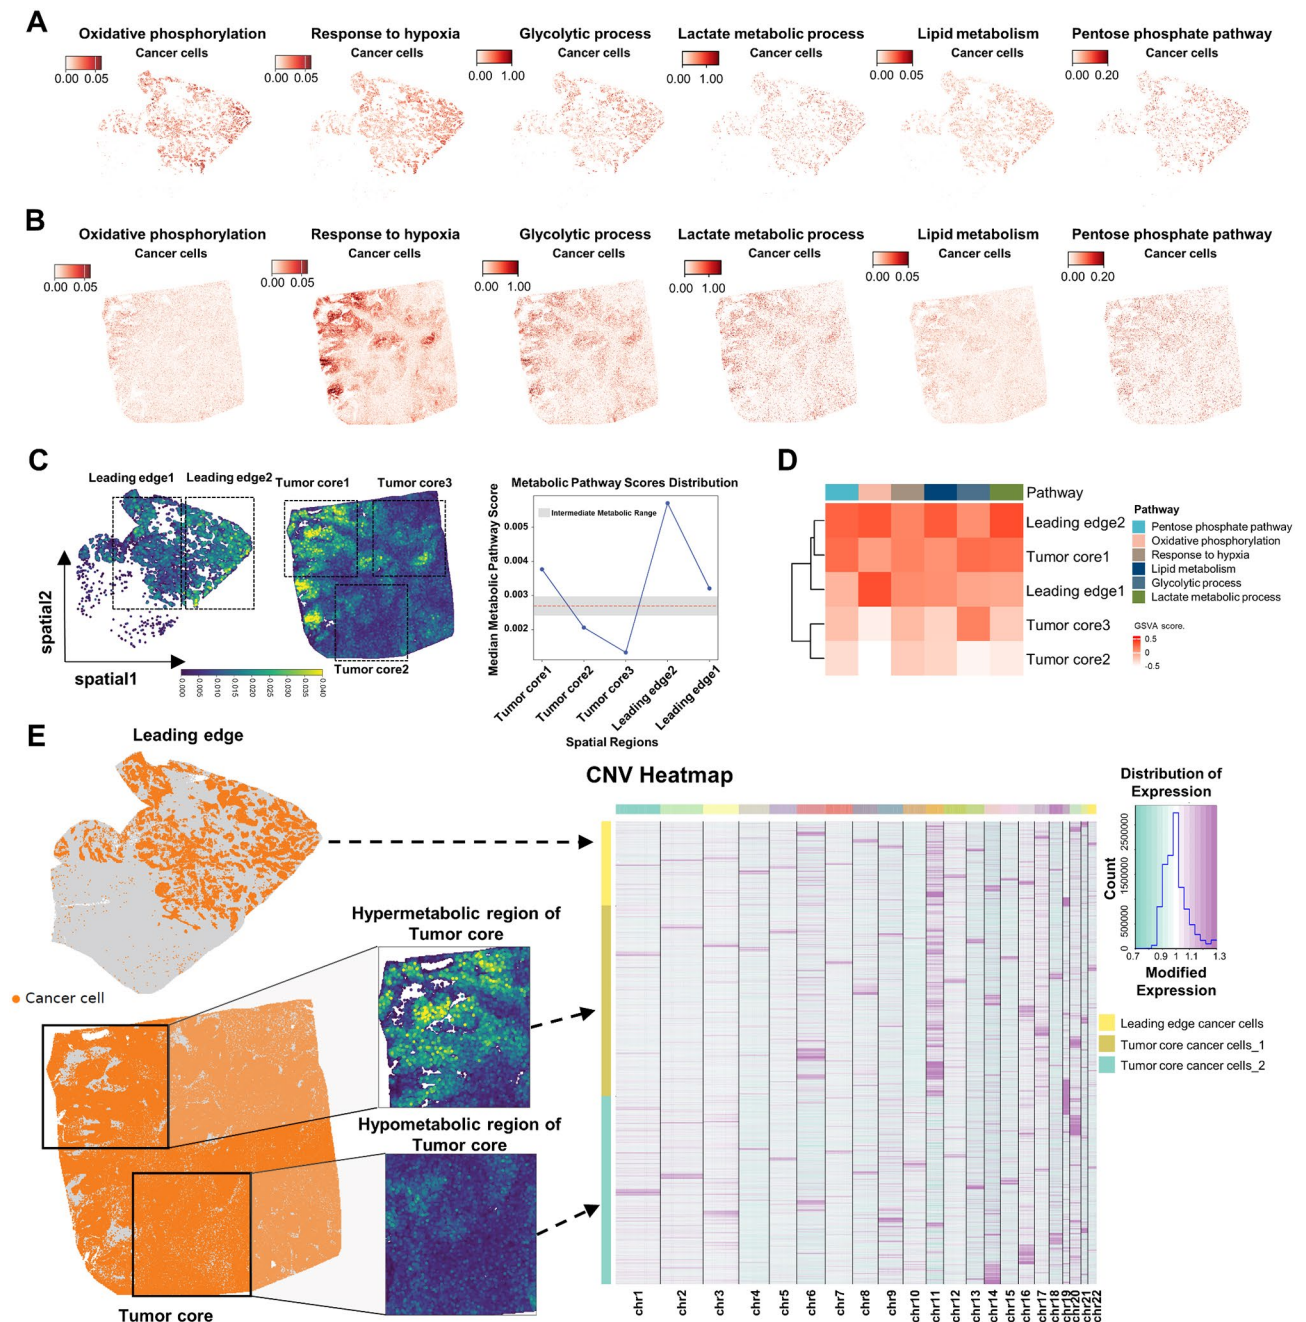 A
Oxidative phosphorylation
Cancer cells
0.00 0.05
Response to hypoxia
Cancer cells
0.00 0.05
Glycolytic process
Cancer cells
0.00 1.00
Lactate metabolic process
Cancer cells
0.00 1.00
Lipid metabolism
Cancer cells
0.00 0.05
Pentose phosphate pathway
Cancer cells
0.00 0.20
B
Oxidative phosphorylation
Cancer cells
0.00 0.05
Response to hypoxia
Cancer cells
0.00 0.05
Glycolytic process
Cancer cells
0.00 1.00
Lactate metabolic process
Cancer cells
0.00 1.00
Lipid metabolism
Cancer cells
0.00 0.05
Pentose phosphate pathway
Cancer cells
0.00 0.20
C
Leading edge1
Leading edge2
Tumor core1
Tumor core3
Tumor core2
spatial2
spatial1
0.000
0.005
0.010
0.015
0.020
0.025
0.030
0.035
0.040
Metabolic Pathway Scores Distribution
Intermediate Metabolic Range
Median Metabolic Pathway Score
0.005
0.004
0.003
0.002
Tumor core1
Tumor core2
Tumor core3
Leading edge2
Leading edge1
Spatial Regions
D
Pathway
Leading edge2
Tumor core1
Leading edge1
Tumor core3
Tumor core2
Pathway
Pentose phosphate pathway
Oxidative phosphorylation
Response to hypxia
Lipid metabolism
Glycolytic process
Lactate metabolic process
GSVA score.
0.5
0
-0.5
E
Leading edge
Cancer cell
Hypermetabolic region of
Tumor core
Hypometabolic region of
Tumor core
Tumor core
CNV Heatmap
chr1
chr2
chr3
chr4
chr5
chr6
chr7
chr8
chr9
chr10
chr11
chr12
chr13
chr14
chr15
chr16
chr17
chr18
chr19
chr20
chr21
chr22
Distribution of
Expression
Count
0
500000
1500000
2500000
0.7 0.9 1 1.1 1.3
Modified
Expression
Leading edge cancer cells
Tumor core cancer cells_1
Tumor core cancer cells_2